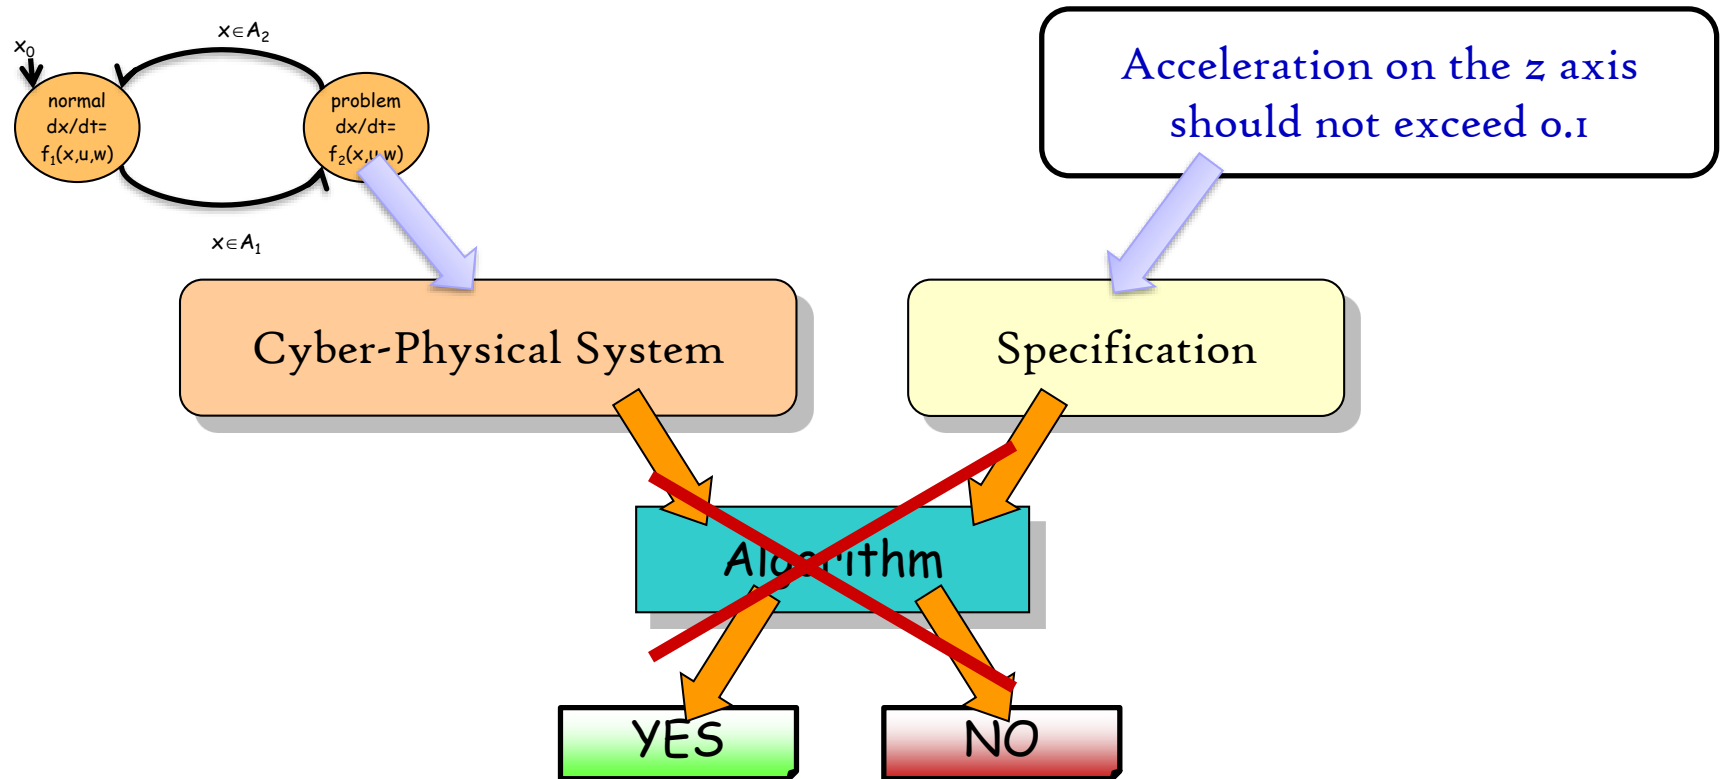 x∈A₂
x₀
normal
dx/dt=
f₁(x,u,w)
problem
dx/dt=
f₂(x,u,w)
x∈A₁
Acceleration on the z axis
should not exceed 0.1
Cyber-Physical System
Specification
Algorithm
YES
NO